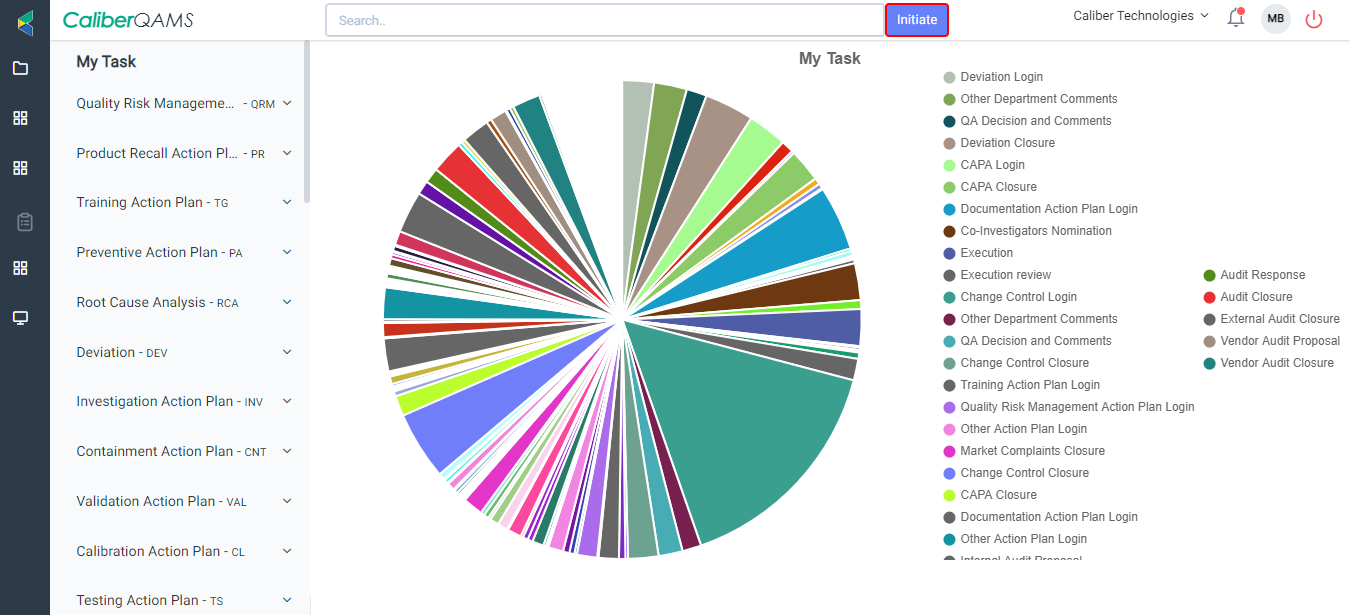 CaliberQAMS
Search..
Initiate
Caliber Technologies
MB
My Task
Quality Risk Manageme... - QRM
Product Recall Action Pl... - PR
Training Action Plan - TG
Preventive Action Plan - PA
Root Cause Analysis - RCA
Deviation - DEV
Investigation Action Plan - INV
Containment Action Plan - CNT
Validation Action Plan - VAL
Calibration Action Plan - CL
Testing Action Plan - TS
My Task
Deviation Login
Other Department Comments
QA Decision and Comments
Deviation Closure
CAPA Login
CAPA Closure
Documentation Action Plan Login
Co-Investigators Nomination
Execution
Execution review
Change Control Login
Other Department Comments
QA Decision and Comments
Change Control Closure
Training Action Plan Login
Quality Risk Management Action Plan Login
Other Action Plan Login
Market Complaints Closure
Change Control Closure
CAPA Closure
Documentation Action Plan Login
Other Action Plan Login
Internal Audit Proposal
Audit Response
Audit Closure
External Audit Closure
Vendor Audit Proposal
Vendor Audit Closure